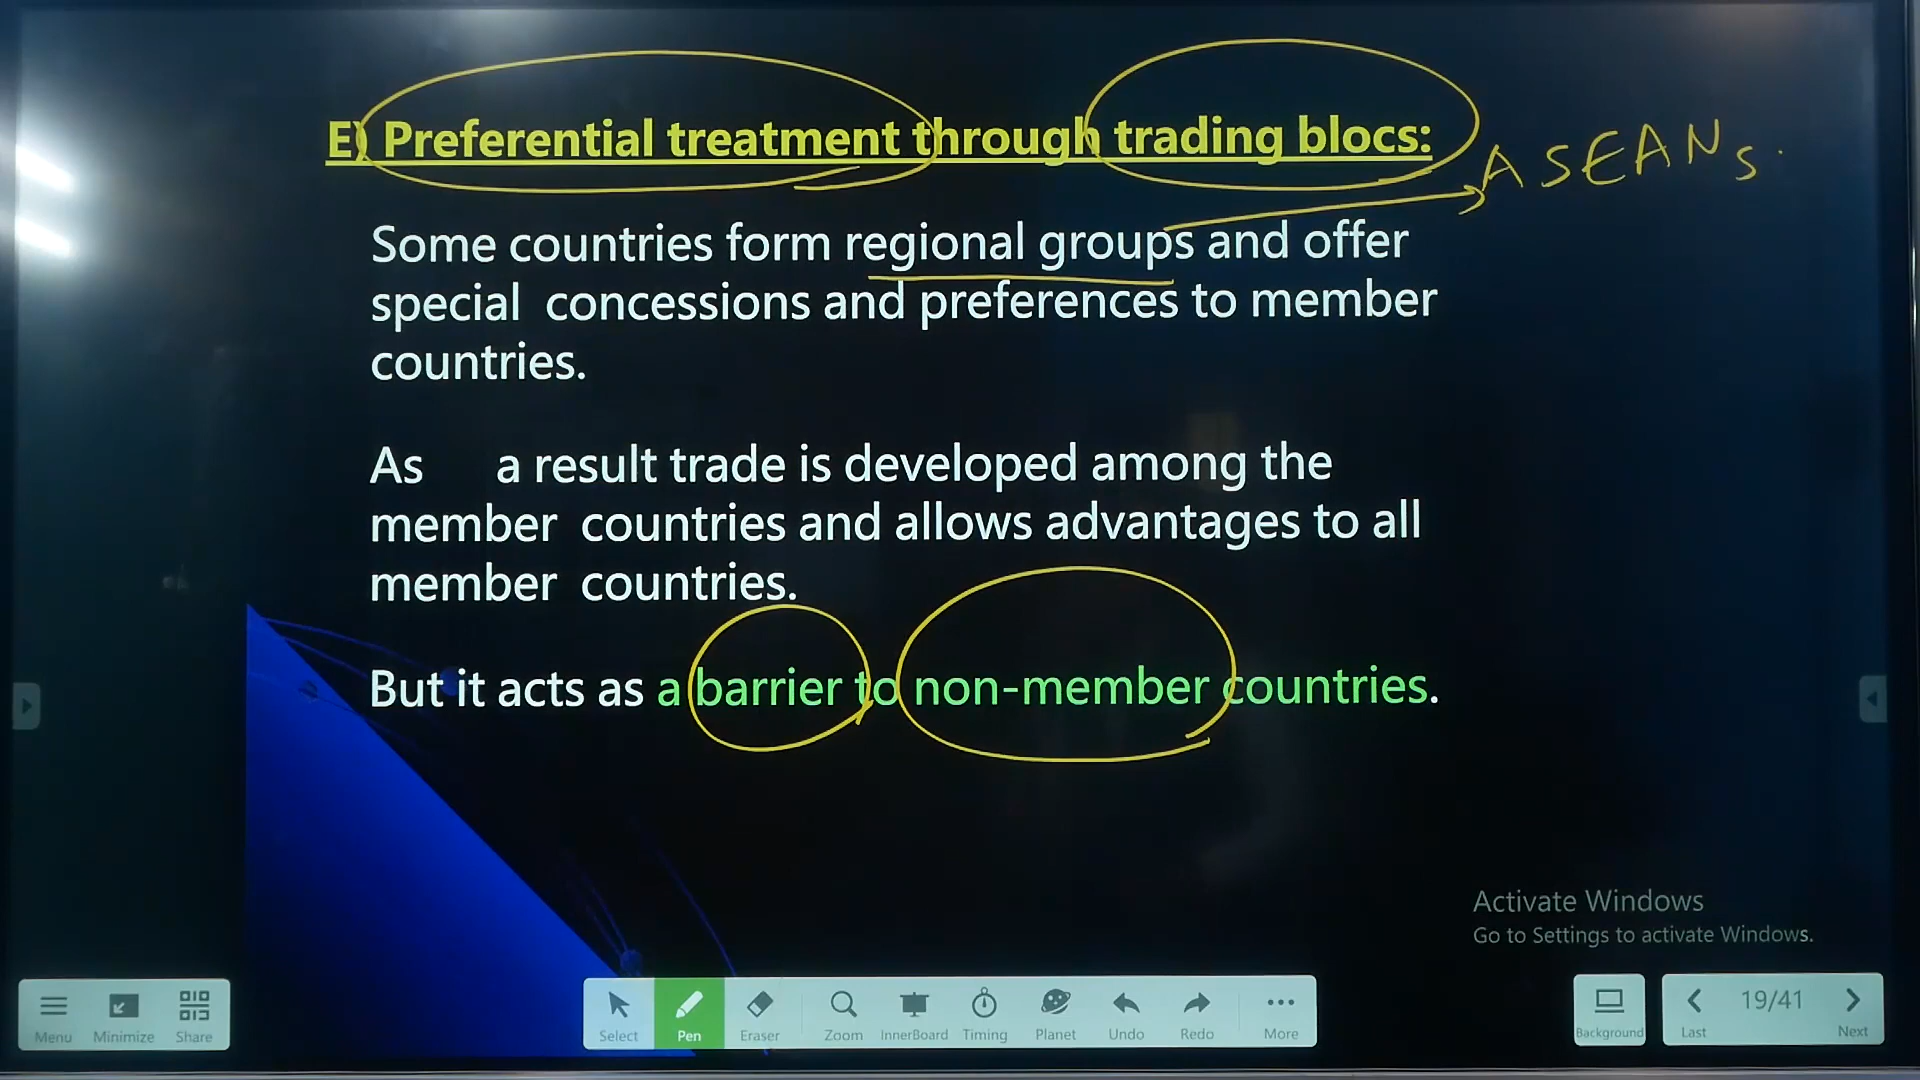 E) Preferential treatment through trading blocs:
ASEANs.
Some countries form regional groups and offer
special concessions and preferences to member
countries.
As a result trade is developed among the
member countries and allows advantages to all
member countries.
But it acts as a barrier to non-member countries.
Activate Windows
Go to Settings to activate Windows.
Menu Minimize Share Select Pen Eraser Zoom InnerBoard Timing Planet Undo Redo More Background Last 19/41 Next